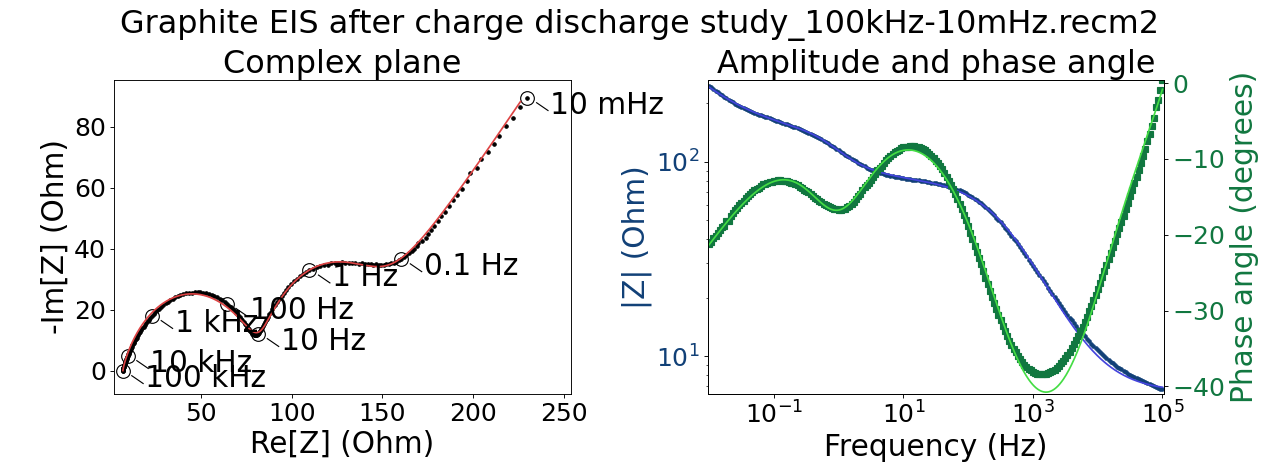 Graphite EIS after charge discharge study_100kHz-10mHz.recm2
Complex plane
-Im[Z] (Ohm)
80
60
40
20
0
10 mHz
0.1 Hz
1 Hz
100 Hz
10 Hz
1 kHz
10 kHz
100 kHz
50
100
150
200
250
Re[Z] (Ohm)
Amplitude and phase angle
|Z| (Ohm)
10²
10¹
0
−10
−20
−30
−40
Phase angle (degrees)
10⁻¹
10¹
10³
10⁵
Frequency (Hz)